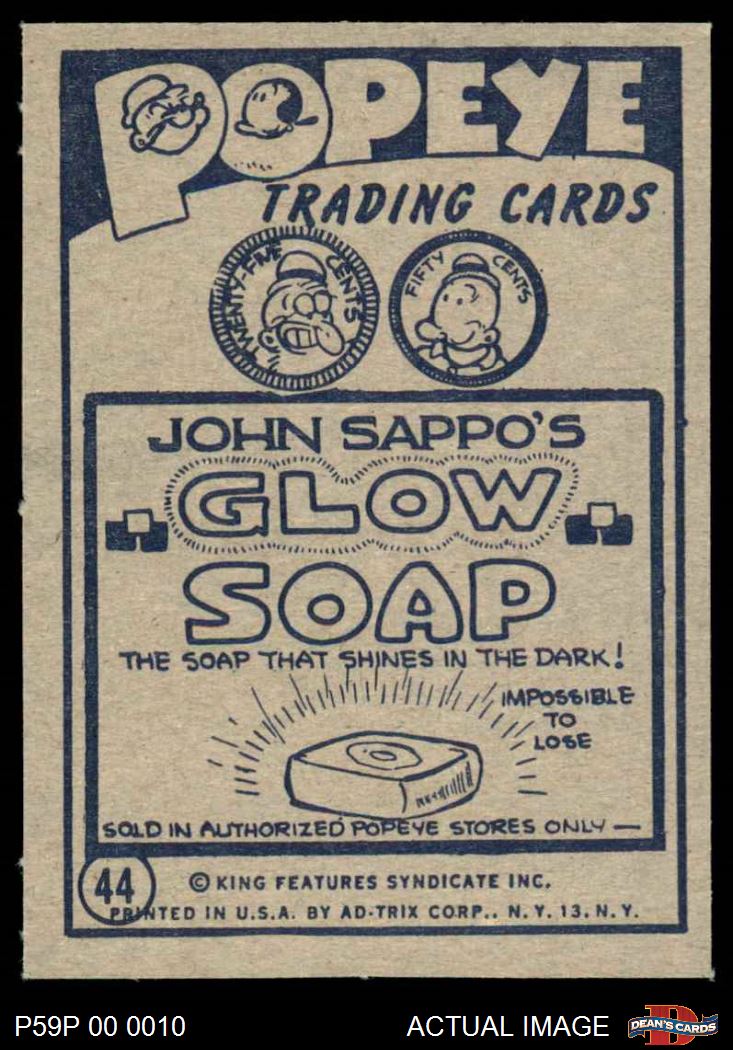 POPEYE
TRADING CARDS
TWENTY-FIVE CENTS
FIFTY CENTS
JOHN SAPPO'S
GLOW
SOAP
THE SOAP THAT SHINES IN THE DARK!
IMPOSSIBLE
TO
LOSE
SOLD IN AUTHORIZED POPEYE STORES ONLY —
44
© KING FEATURES SYNDICATE INC.
PRINTED IN U.S.A. BY AD-TRIX CORP., N.Y. 13, N.Y.
P59P 00 0010
ACTUAL IMAGE
D
DEAN'S CARDS